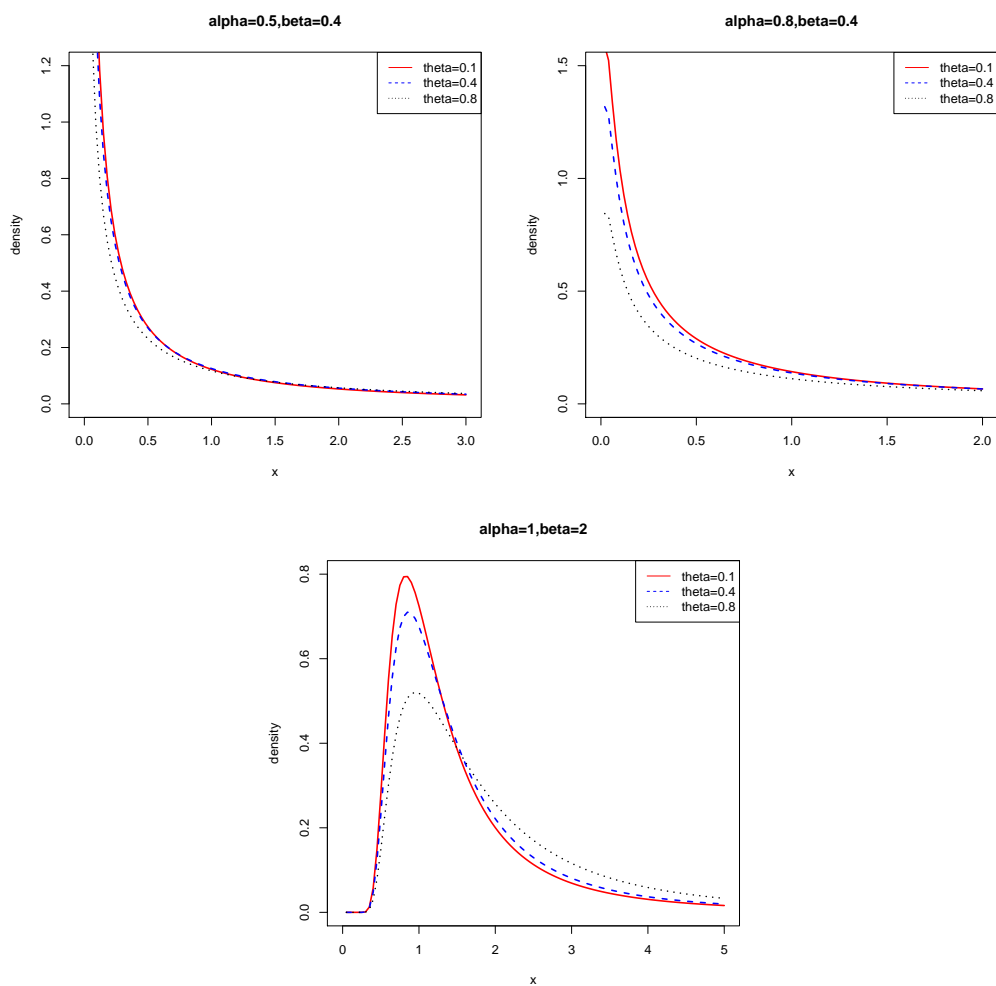 alpha=0.5,beta=0.4
1.2
1.0
0.8
0.6
0.4
0.2
0.0
density
theta=0.1
theta=0.4
theta=0.8
0.0 0.5 1.0 1.5 2.0 2.5 3.0
x
alpha=0.8,beta=0.4
1.5
1.0
0.5
0.0
density
theta=0.1
theta=0.4
theta=0.8
0.0 0.5 1.0 1.5 2.0
x
alpha=1,beta=2
0.8
0.6
0.4
0.2
0.0
density
theta=0.1
theta=0.4
theta=0.8
0 1 2 3 4 5
x